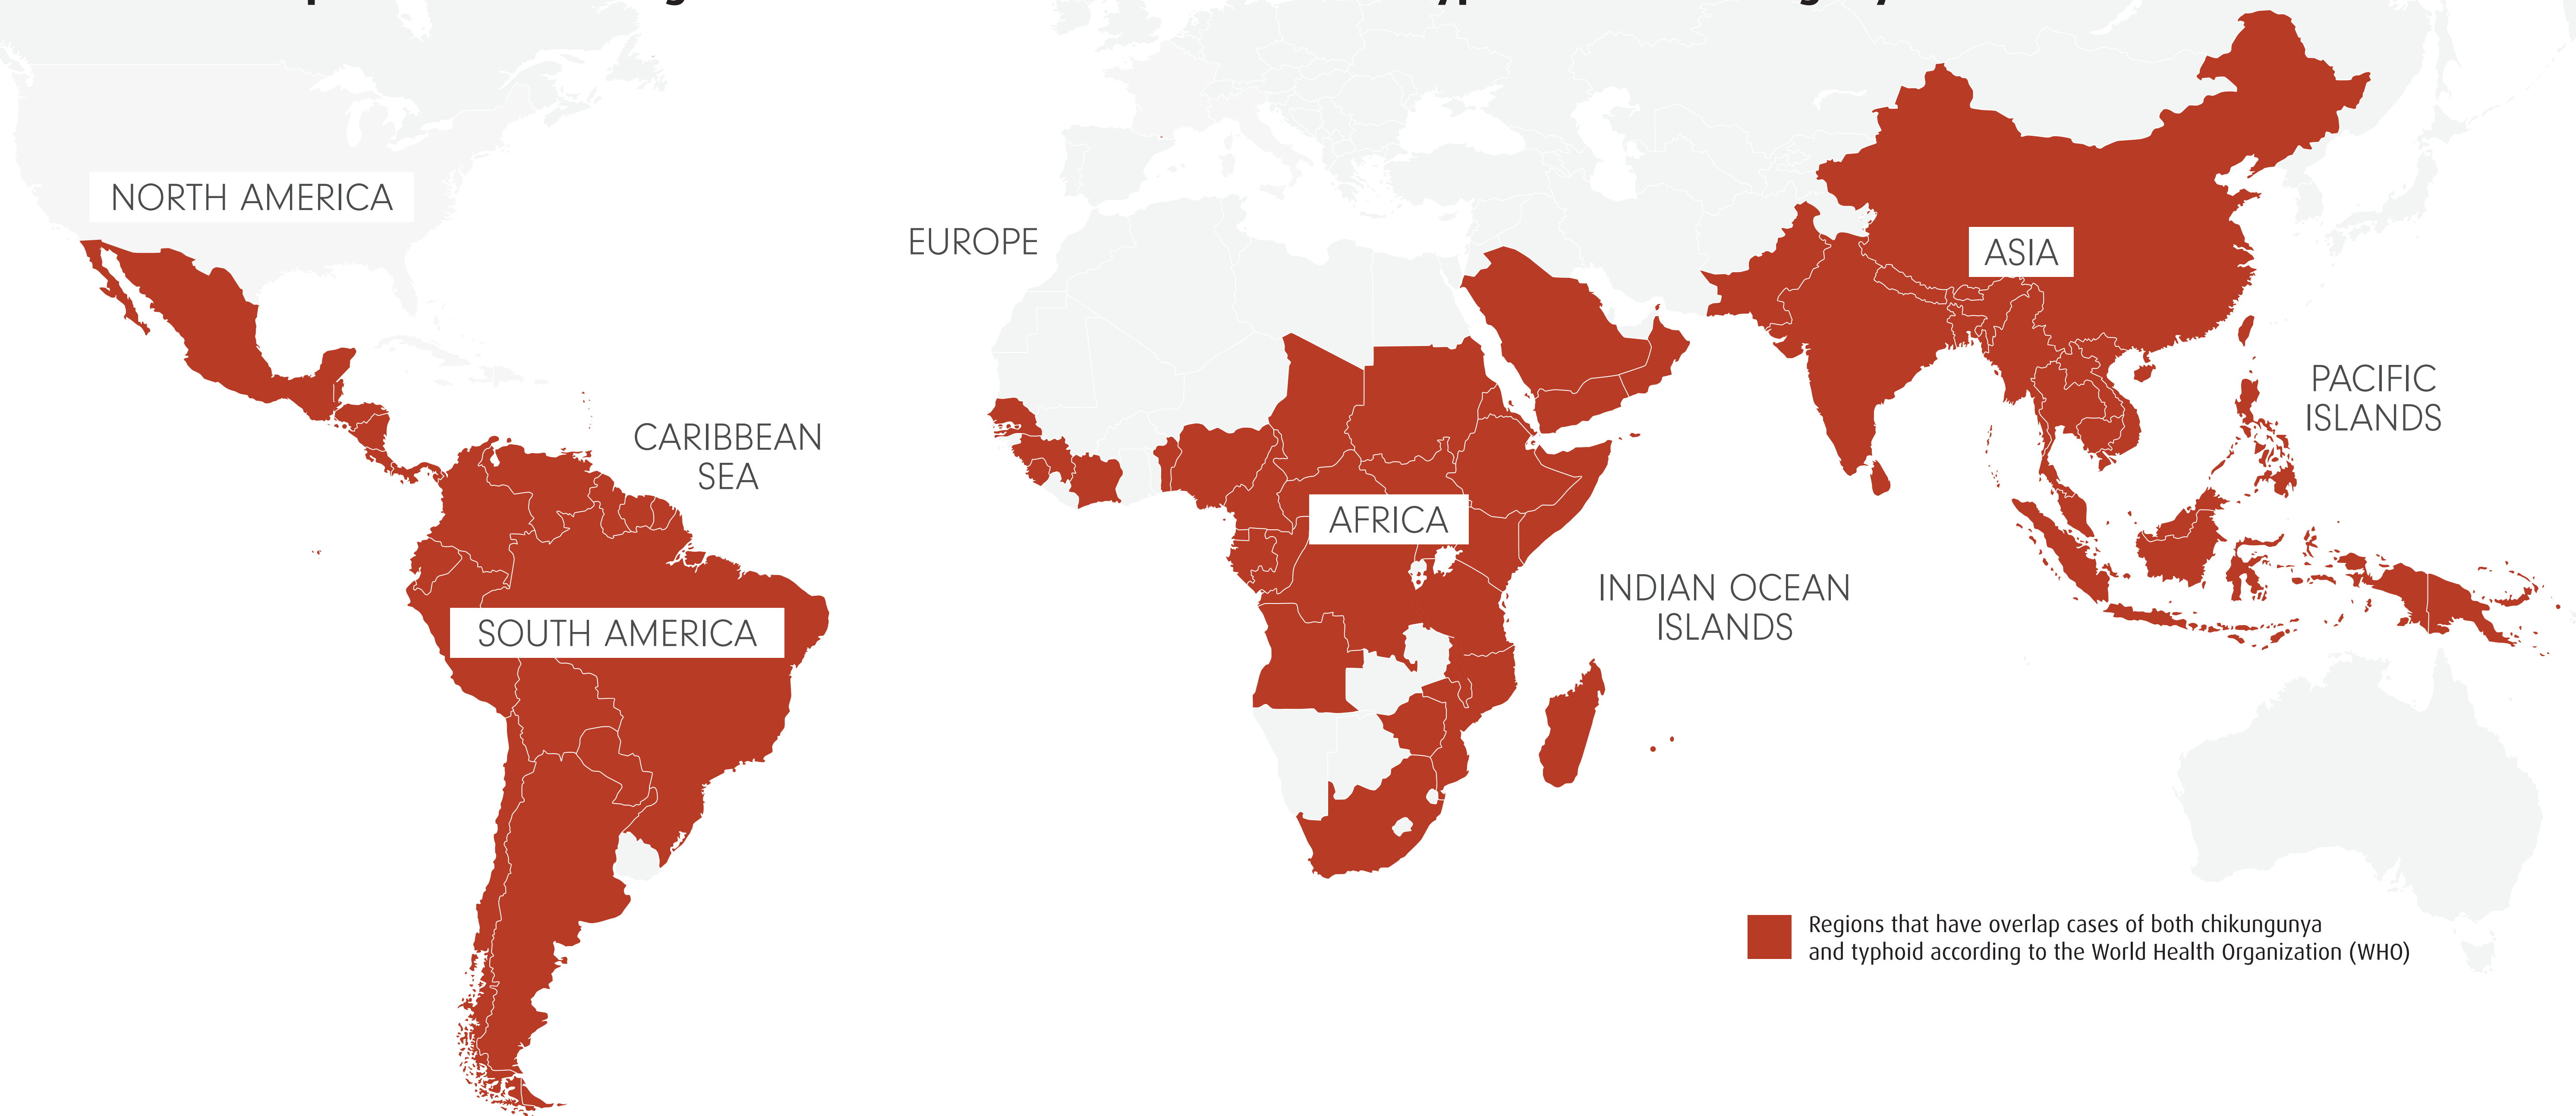 NORTH AMERICA
EUROPE
ASIA
PACIFIC
ISLANDS
CARIBBEAN
SEA
AFRICA
INDIAN OCEAN
ISLANDS
SOUTH AMERICA
Regions that have overlap cases of both chikungunya
and typhoid according to the World Health Organization (WHO)